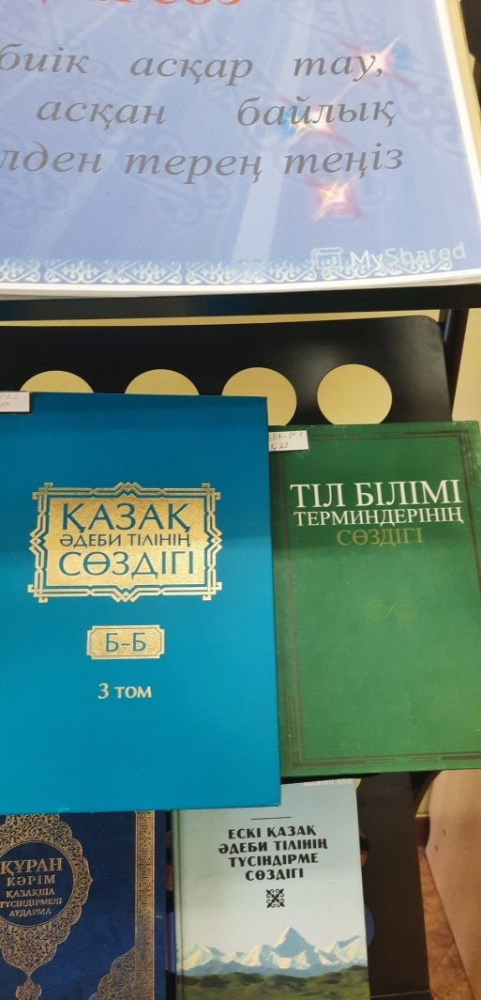 биік асқар тау,
асқан байлық
лден терең теңіз
MyShared
ҚАЗАҚ
ӘДЕБИ ТІЛІНІҢ
СӨЗДІГІ
Б-Б
3 том
ТІЛ БІЛІМІ
ТЕРМИНДЕРІНІҢ
СӨЗДІГІ
ҚҰРАН
КӘРІМ
ҚАЗАҚША
ТҮСІНДІРМЕЛІ
АУДАРМА
ЕСКІ ҚАЗАҚ
ӘДЕБИ ТІЛІНІҢ
ТҮСІНДІРМЕ
СӨЗДІГІ